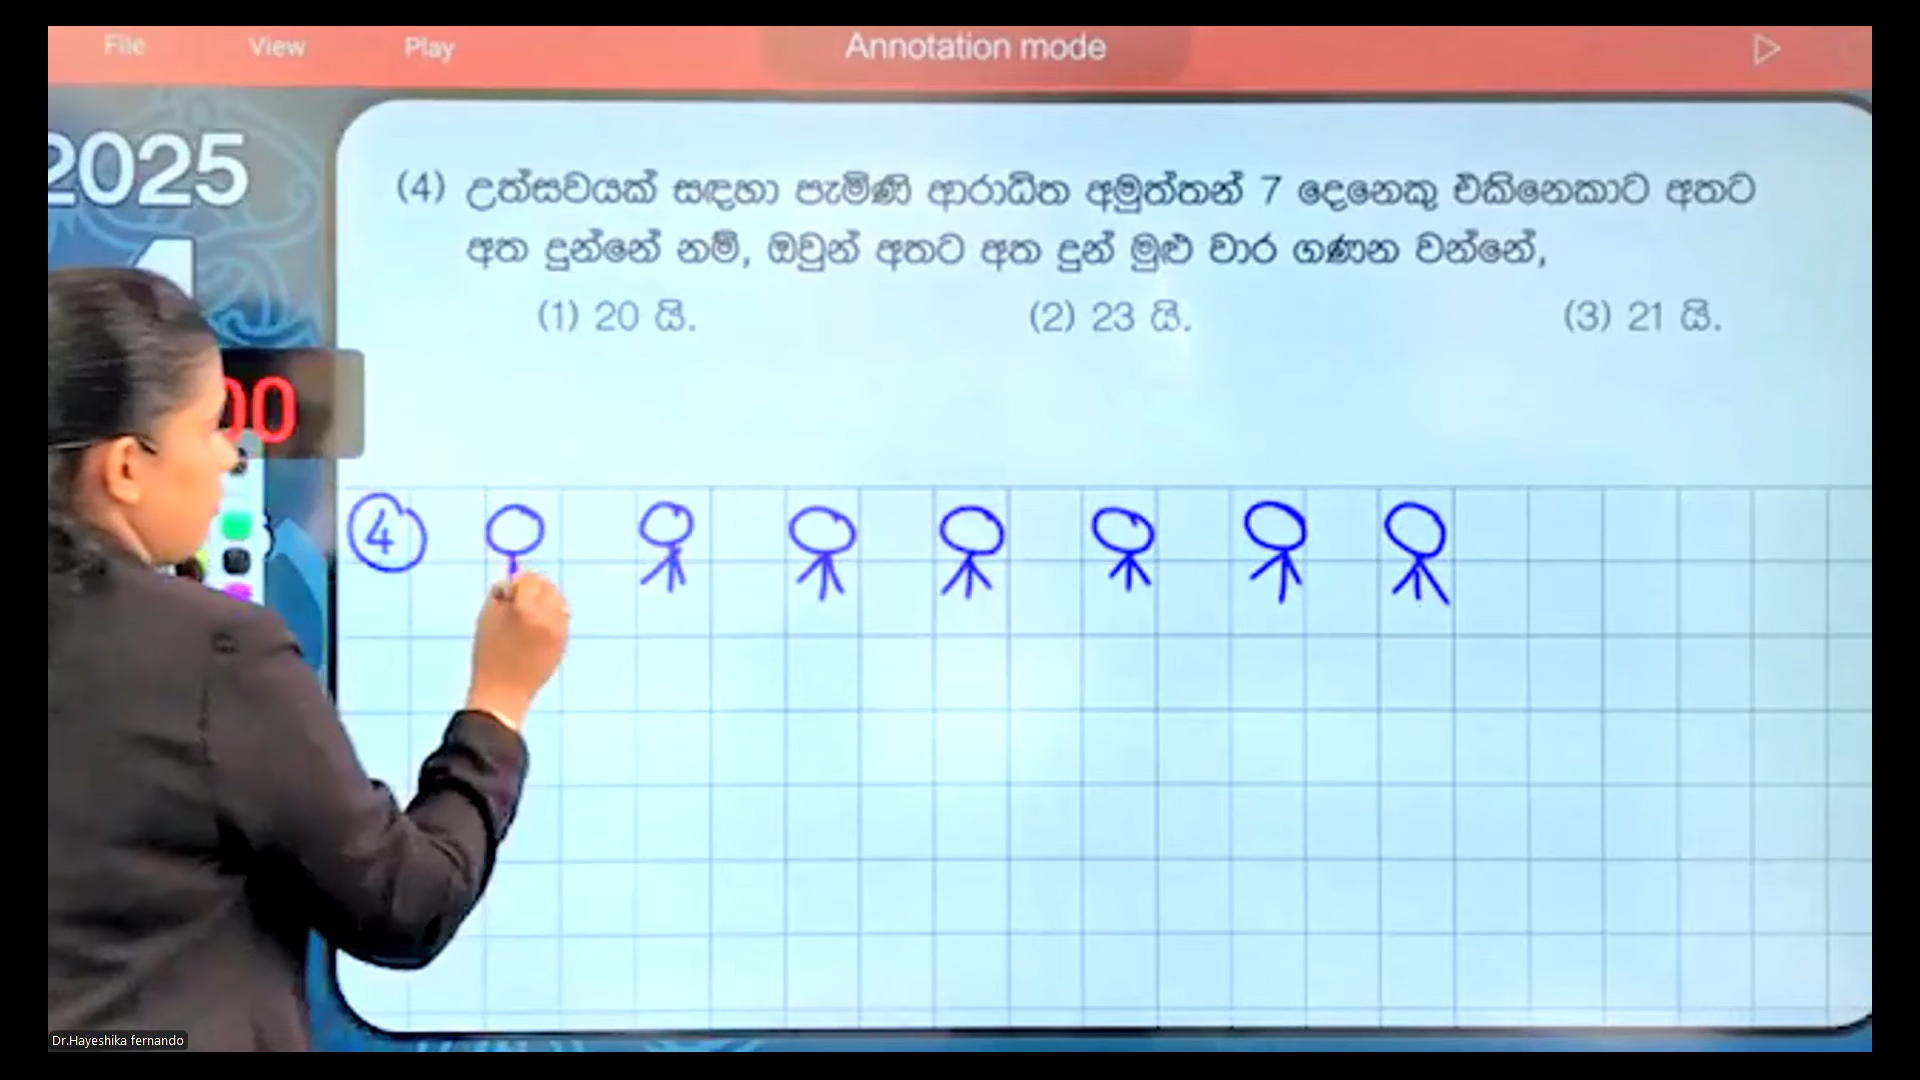 File View Play Annotation mode
2025
(4) උත්සවයක් සඳහා පැමිණි ආරාධිත අමුත්තන් 7 දෙනෙකු එකිනෙකාට අතට
අත දුන්නේ නම්, ඔවුන් අතට අත දුන් මුළු වාර ගණන වන්නේ,
(1) 20 යි. (2) 23 යි. (3) 21 යි.
00
4
Dr.Hayeshika fernando